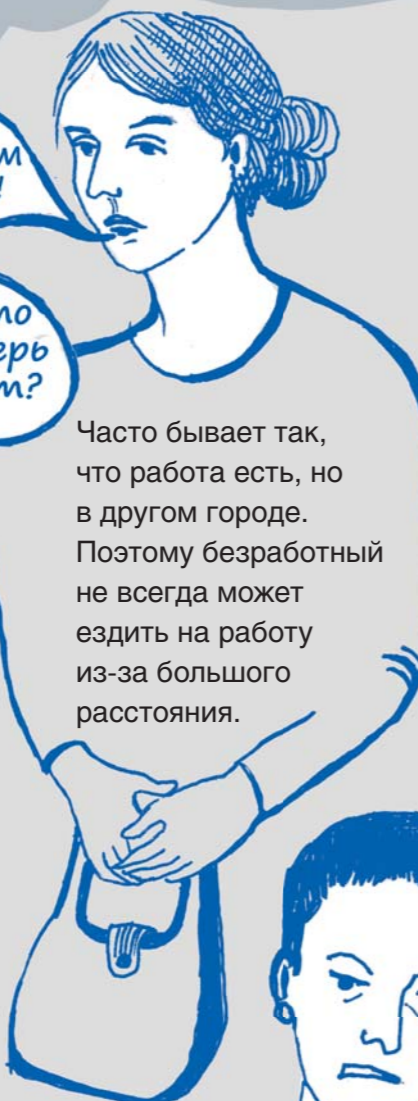 Часто бывает так,
что работа есть, но
в другом городе.
Поэтому безработный
не всегда может
ездить на работу
из-за большого
расстояния.